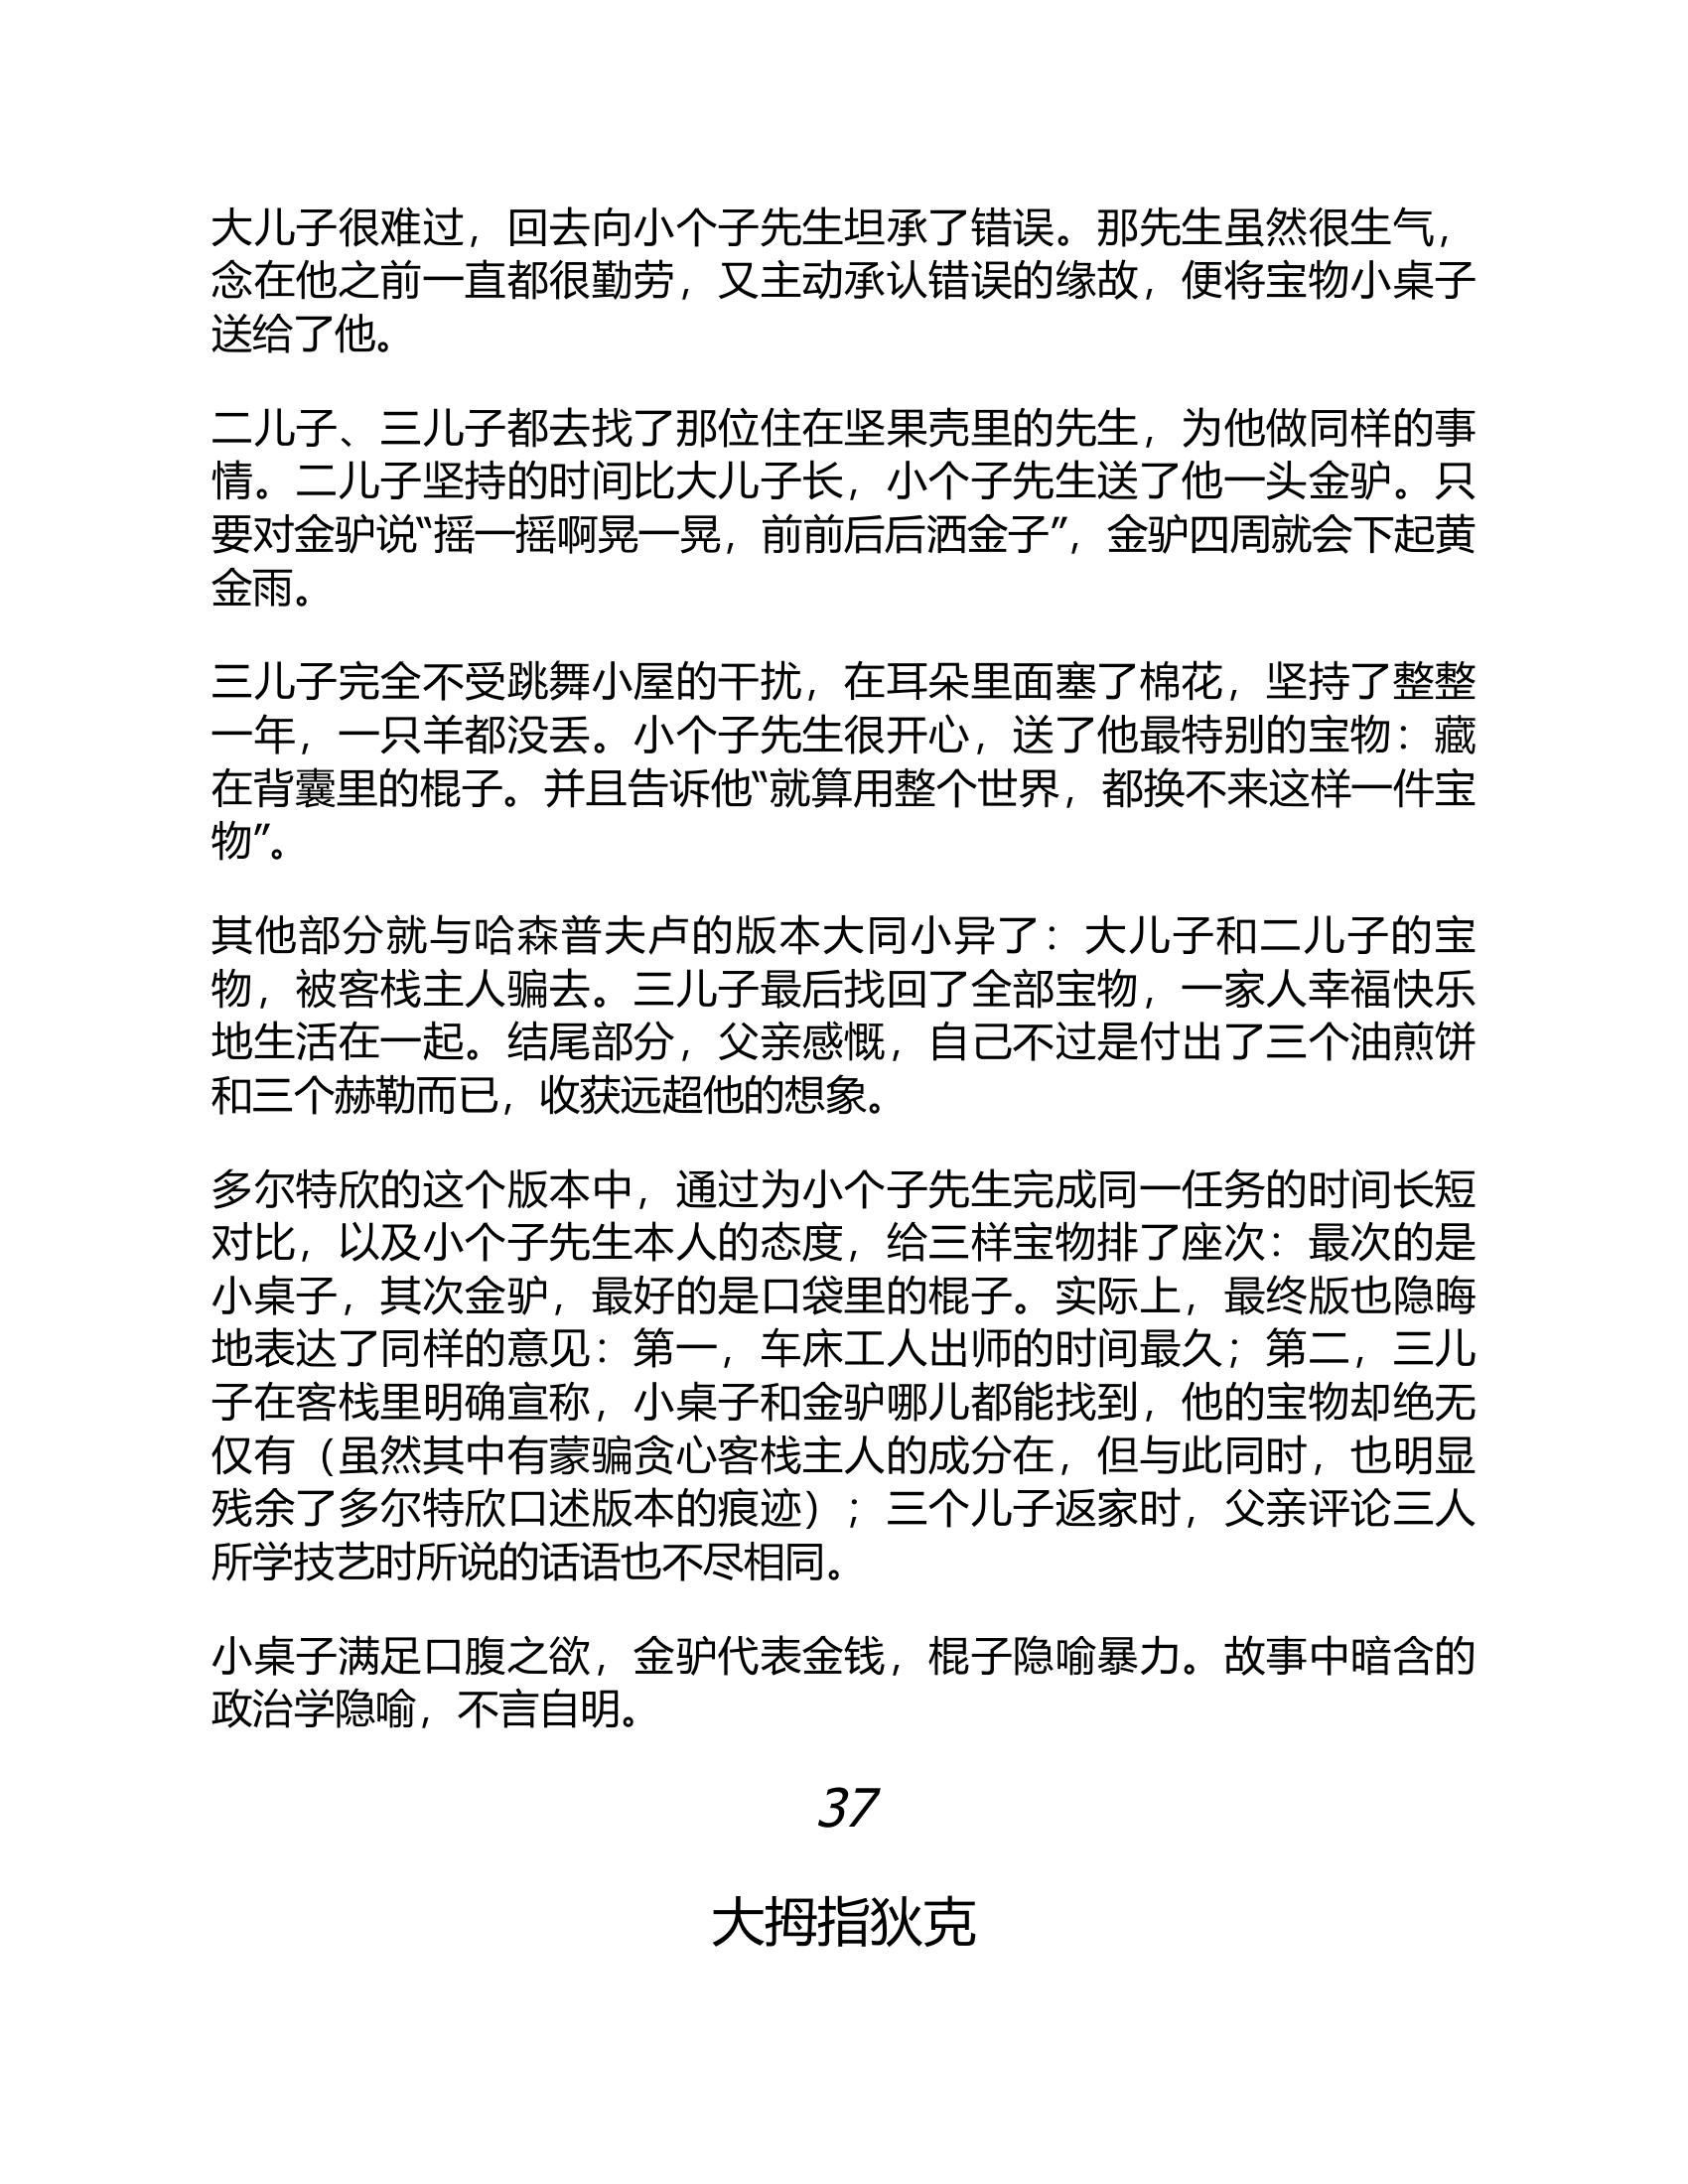 大儿子很难过，回去向小个子先生坦承了错误。那先生虽然很生气，
念在他之前一直都很勤劳，又主动承认错误的缘故，便将宝物小桌子
送给了他。
二儿子、三儿子都去找了那位住在坚果壳里的先生，为他做同样的事
情。二儿子坚持的时间比大儿子长，小个子先生送了他一头金驴。只
要对金驴说“摇一摇啊晃一晃，前前后后洒金子”，金驴四周就会下起黄
金雨。
三儿子完全不受跳舞小屋的干扰，在耳朵里面塞了棉花，坚持了整整
一年，一只羊都没丢。小个子先生很开心，送了他最特别的宝物：藏
在背囊里的棍子。并且告诉他“就算用整个世界，都换不来这样一件宝
物”。
其他部分就与哈森普夫卢的版本大同小异了：大儿子和二儿子的宝
物，被客栈主人骗去。三儿子最后找回了全部宝物，一家人幸福快乐
地生活在一起。结尾部分，父亲感慨，自己不过是付出了三个油煎饼
和三个赫勒而已，收获远超他的想象。
多尔特欣的这个版本中，通过为小个子先生完成同一任务的时间长短
对比，以及小个子先生本人的态度，给三样宝物排了座次：最次的是
小桌子，其次金驴，最好的是口袋里的棍子。实际上，最终版也隐晦
地表达了同样的意见：第一，车床工人出师的时间最久；第二，三儿
子在客栈里明确宣称，小桌子和金驴哪儿都能找到，他的宝物却绝无
仅有（虽然其中有蒙骗贪心客栈主人的成分在，但与此同时，也明显
残余了多尔特欣口述版本的痕迹）；三个儿子返家时，父亲评论三人
所学技艺时所说的话语也不尽相同。
小桌子满足口腹之欲，金驴代表金钱，棍子隐喻暴力。故事中暗含的
政治学隐喻，不言自明。
37
大拇指狄克